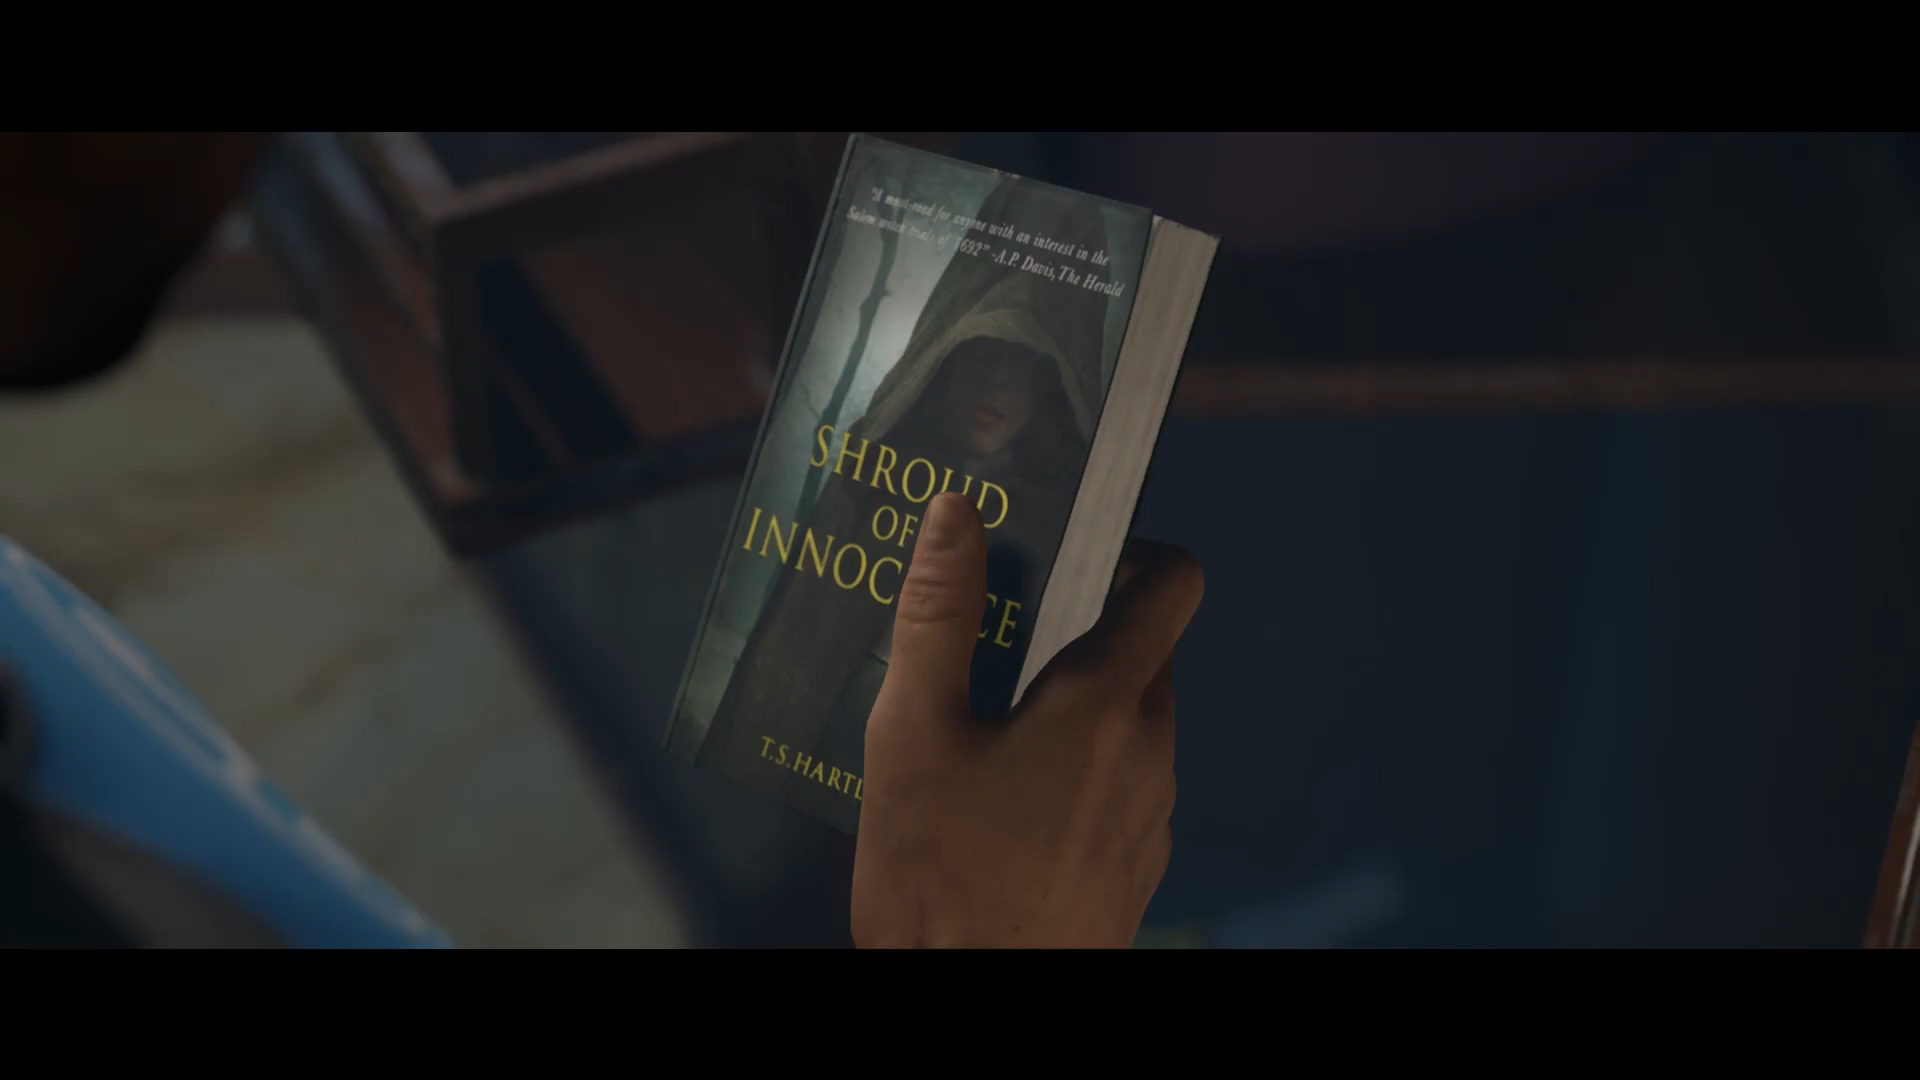 "A must-read for anyone with an interest in the
Salem witch trials of 1692" -A.P. Davis, The Herald
SHROUD
OF
INNOC CE
T.S.HARTL